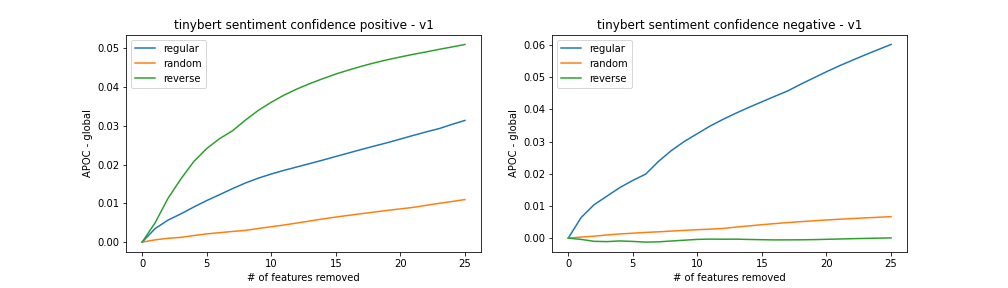 tinybert sentiment confidence positive - v1
regular
random
reverse
0.05
0.04
0.03
0.02
0.01
0.00
APOC - global
0 5 10 15 20 25
# of features removed
tinybert sentiment confidence negative - v1
regular
random
reverse
0.06
0.05
0.04
0.03
0.02
0.01
0.00
APOC - global
0 5 10 15 20 25
# of features removed